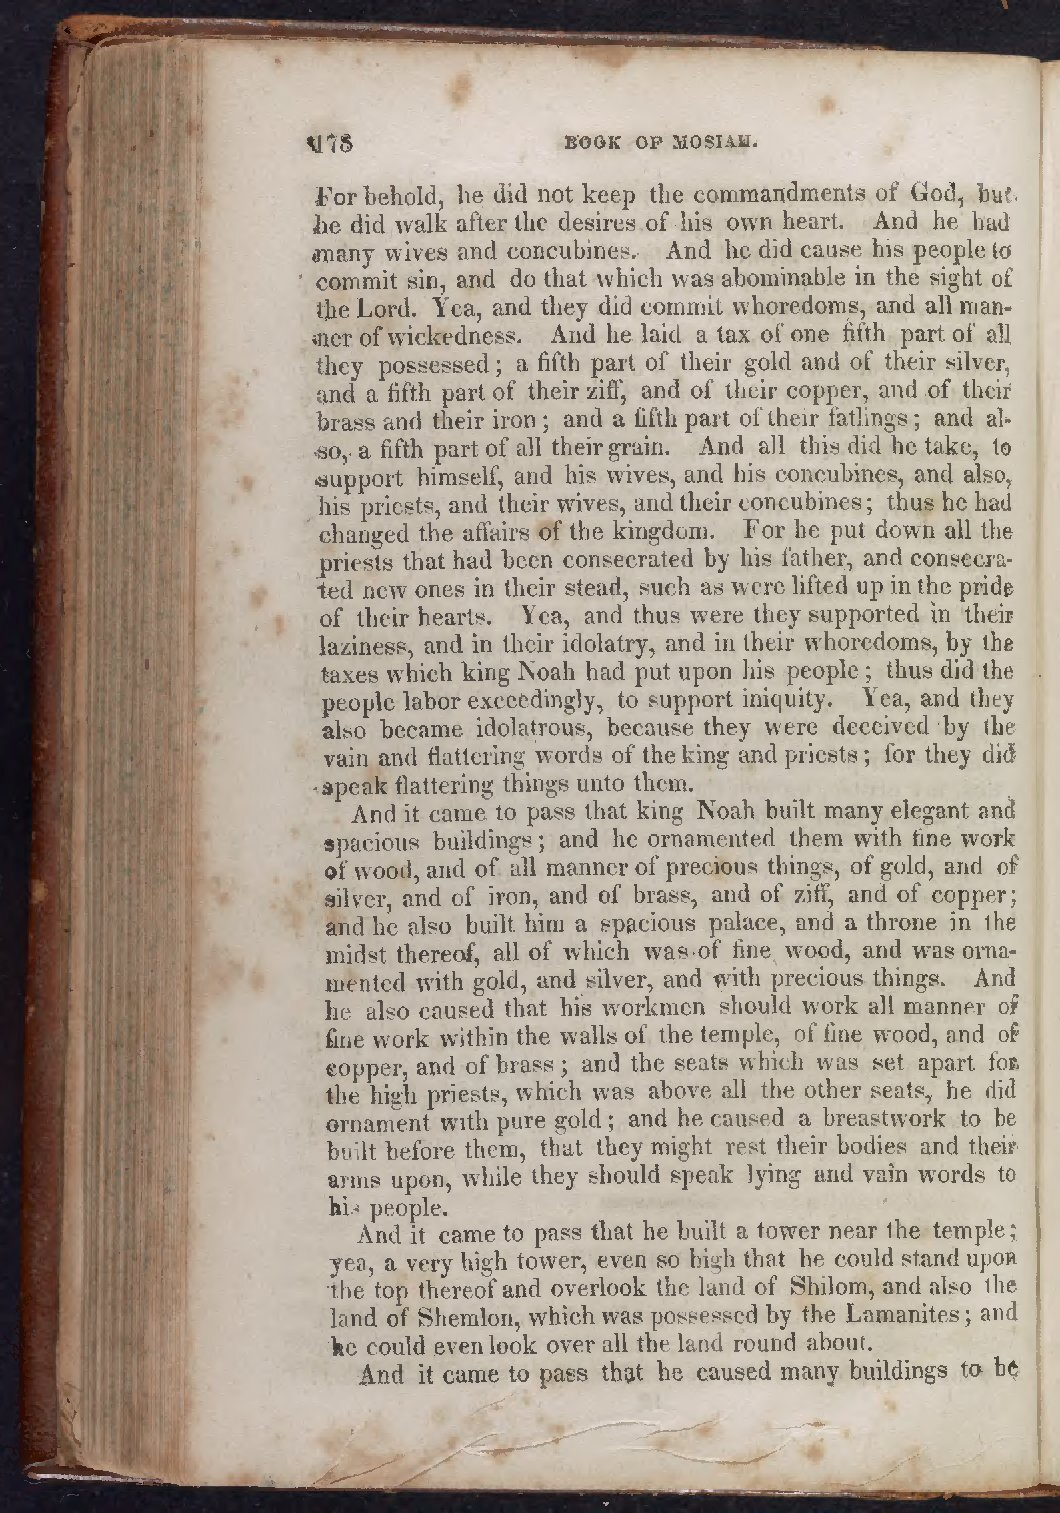 178 BOOK OF MOSIAH.
For behold, he did not keep the commandments of God, but
he did walk after the desires of his own heart. And he had
many wives and concubines. And he did cause his people to
commit sin, and do that which was abominable in the sight of
the Lord. Yea, and they did commit whoredoms, and all man-
ner of wickedness. And he laid a tax of one fifth part of all
they possessed; a fifth part of their gold and of their silver,
and a fifth part of their ziff, and of their copper, and of their
brass and their iron; and a fifth part of their fatlings; and al-
so, a fifth part of all their grain. And all this did he take, to
support himself, and his wives, and his concubines, and also,
his priests, and their wives, and their concubines; thus he had
changed the affairs of the kingdom. For he put down all the
priests that had been consecrated by his father, and consecra-
ted new ones in their stead, such as were lifted up in the pride
of their hearts. Yea, and thus were they supported in their
laziness, and in their idolatry, and in their whoredoms, by the
taxes which king Noah had put upon his people; thus did the
people labor exceedingly, to support iniquity. Yea, and they
also became idolatrous, because they were deceived by the
vain and flattering words of the king and priests; for they did
speak flattering things unto them.
And it came to pass that king Noah built many elegant and
spacious buildings; and he ornamented them with fine work
of wood, and of all manner of precious things, of gold, and of
silver, and of iron, and of brass, and of ziff, and of copper;
and he also built him a spacious palace, and a throne in the
midst thereof, all of which was of fine wood, and was orna-
mented with gold, and silver, and with precious things. And
he also caused that his workmen should work all manner of
fine work within the walls of the temple, of fine wood, and of
copper, and of brass; and the seats which was set apart for
the high priests, which was above all the other seats, he did
ornament with pure gold; and he caused a breastwork to be
built before them, that they might rest their bodies and their
arms upon, while they should speak lying and vain words to
his people.
And it came to pass that he built a tower near the temple;
yea, a very high tower, even so high that he could stand upon
the top thereof and overlook the land of Shilom, and also the
land of Shemlon, which was possessed by the Lamanites; and
he could even look over all the land round about.
And it came to pass that he caused many buildings to be